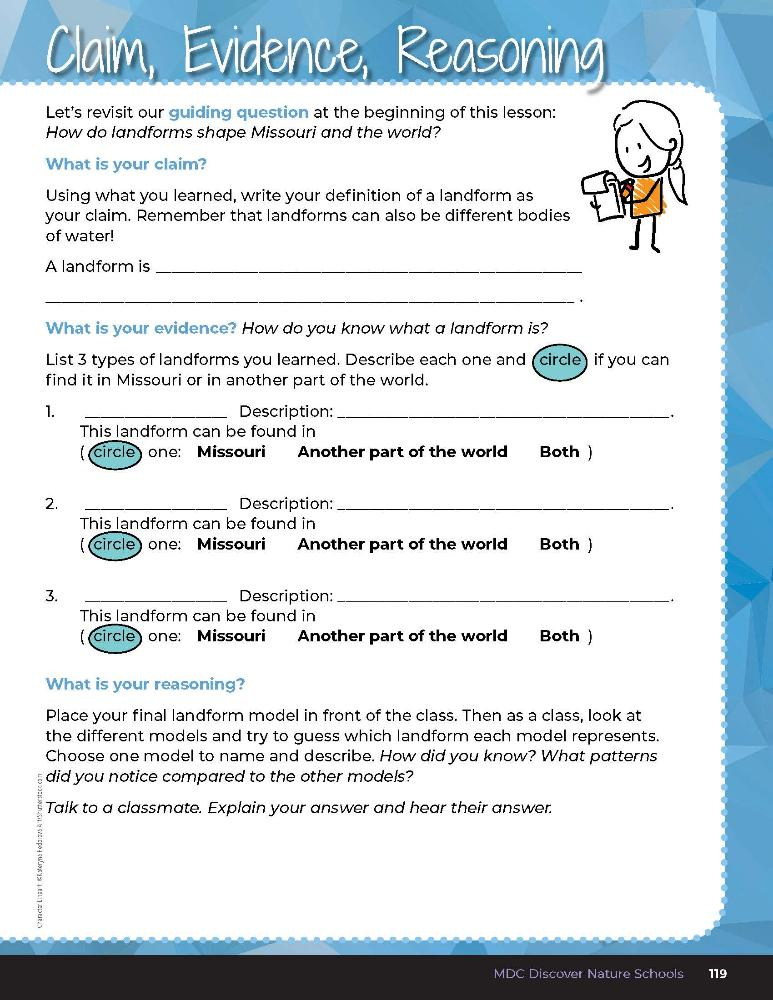 Claim, Evidence, Reasoning
Let's revisit our guiding question at the beginning of this lesson:
How do landforms shape Missouri and the world?
What is your claim?
Using what you learned, write your definition of a landform as
your claim. Remember that landforms can also be different bodies
of water!
A landform is ______________________________________________
_________________________________________________________ .
What is your evidence? How do you know what a landform is?
List 3 types of landforms you learned. Describe each one and circle if you can
find it in Missouri or in another part of the world.
1. _______________ Description: ___________________________________.
This landform can be found in
( circle one: Missouri Another part of the world Both )
2. _______________ Description: ___________________________________.
This landform can be found in
( circle one: Missouri Another part of the world Both )
3. _______________ Description: ___________________________________.
This landform can be found in
( circle one: Missouri Another part of the world Both )
What is your reasoning?
Place your final landform model in front of the class. Then as a class, look at
the different models and try to guess which landform each model represents.
Choose one model to name and describe. How did you know? What patterns
did you notice compared to the other models?
Talk to a classmate. Explain your answer and hear their answer.
MDC Discover Nature Schools 119